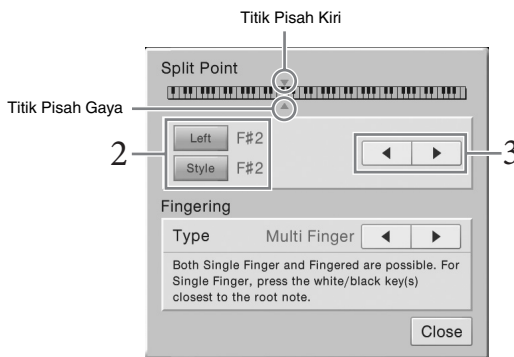 Titik Pisah Kiri
Split Point
Titik Pisah Gaya
2
Left F#2
3
Style F#2
Fingering
Type Multi Finger
Both Single Finger and Fingered are possible. For
Single Finger, press the white/black key(s)
closest to the root note.
Close